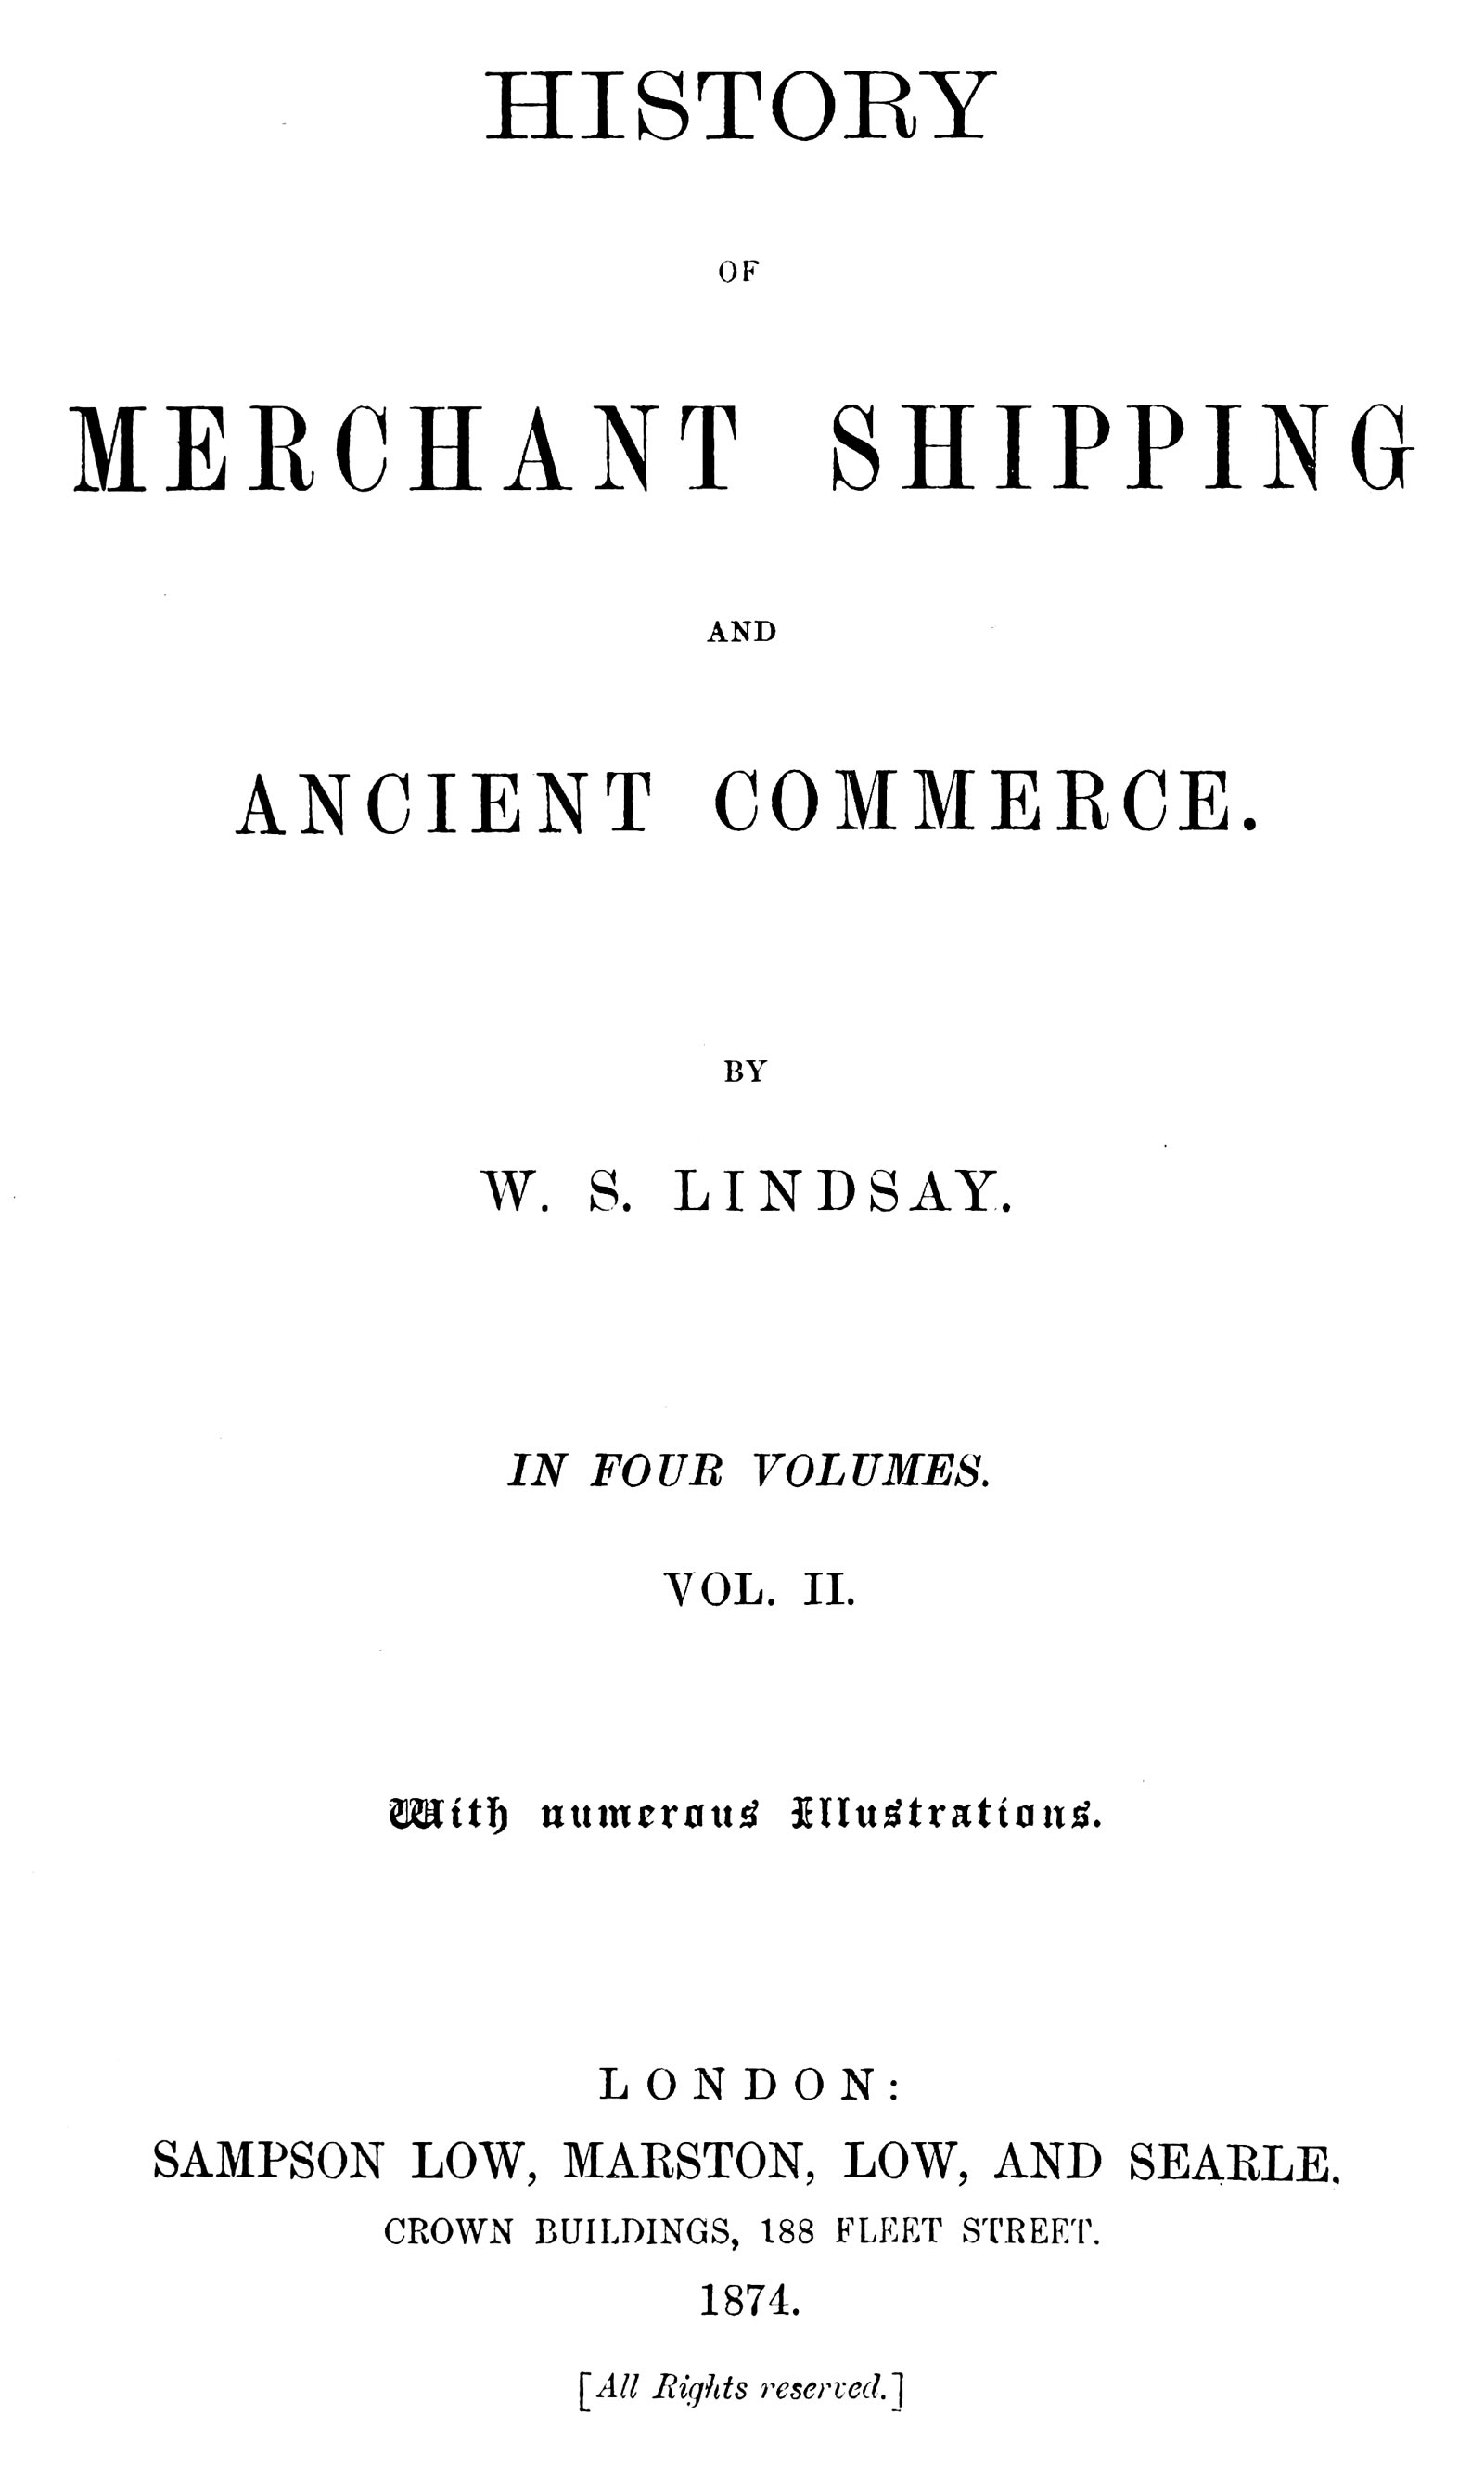 HISTORY
OF
MERCHANT SHIPPING
AND
ANCIENT COMMERCE.
BY
W. S. LINDSAY.
IN FOUR VOLUMES.
VOL. II.
With numerous Illustrations.
LONDON:
SAMPSON LOW, MARSTON, LOW, AND SEARLE.
CROWN BUILDINGS, 188 FLEET STREET.
1874.
[All Rights reserved.]